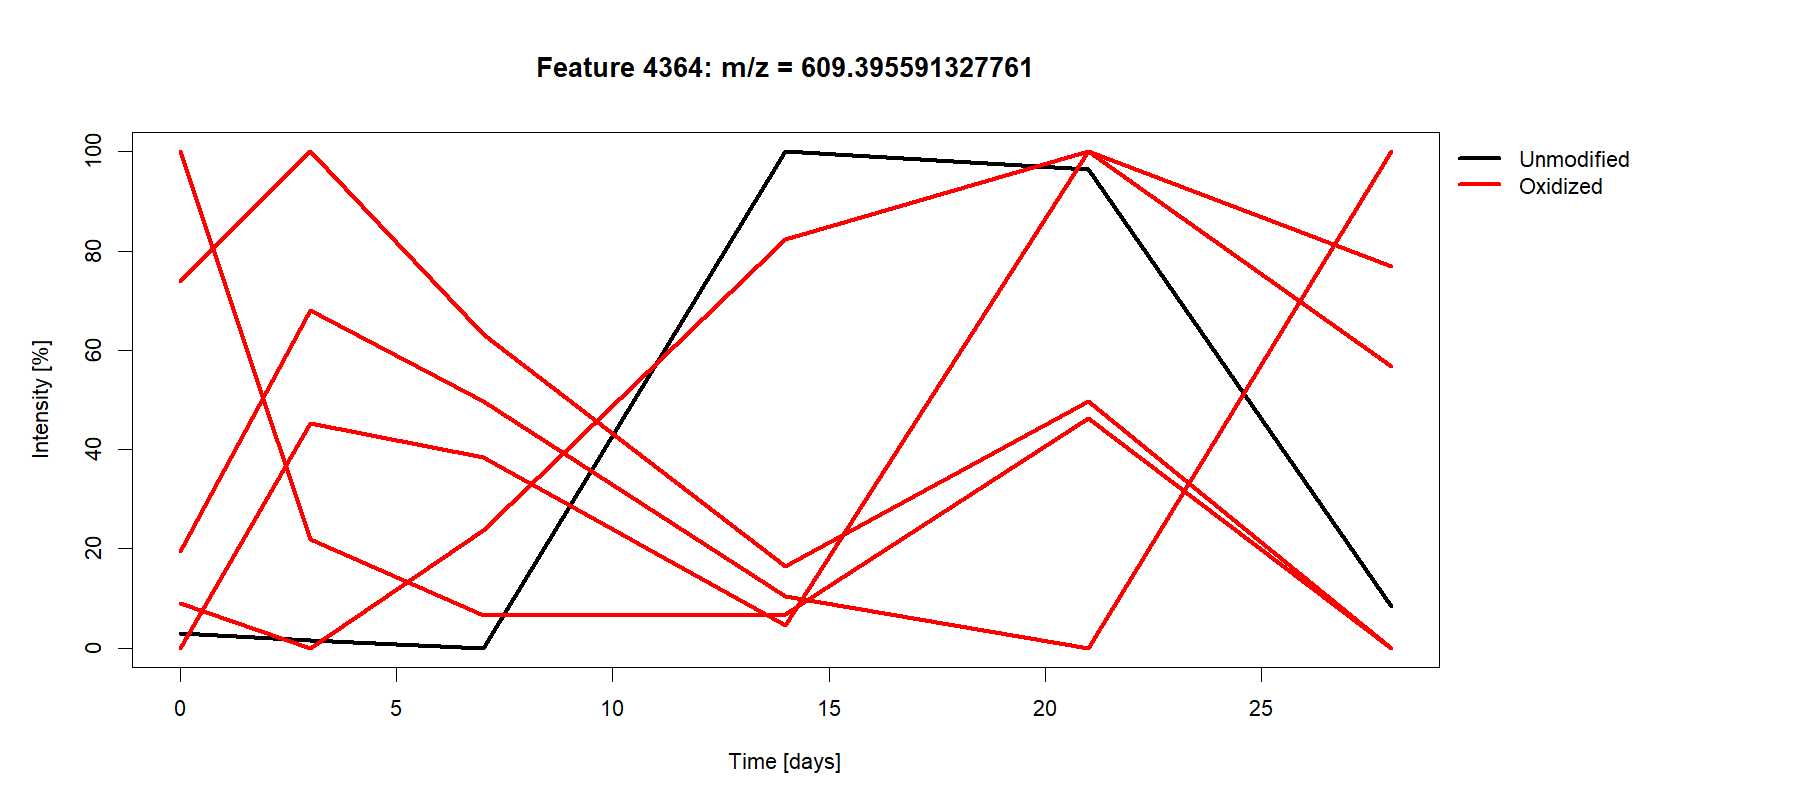 Feature 4364: m/z = 609.395591327761
Unmodified
Oxidized
Intensity [%]
100
80
60
40
20
0
0 5 10 15 20 25
Time [days]